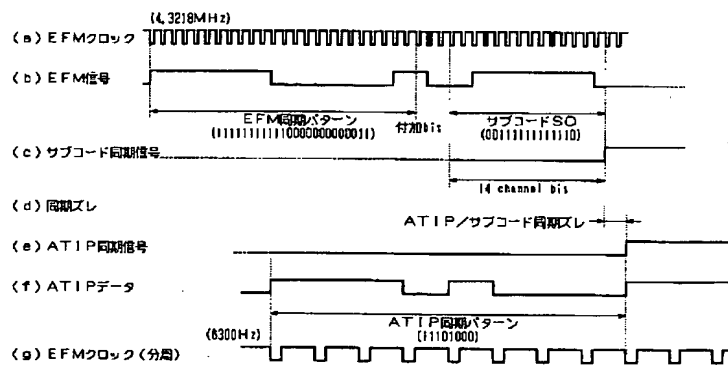 (4,3218MHz)
(a) EFMクロック
(b) EFM信号
EFM同期パターン
(111111111110000000000011)
付加bis
サブコードS0
(00111111111110)
(c) サブコード同期信号
14 channel bis
(d) 同期ズレ
ATIP/サブコード同期ズレ
(e) ATIP同期信号
(f) ATIPデータ
ATIP同期パターン
[11101000]
(6300Hz)
(g) EFMクロック(分周)